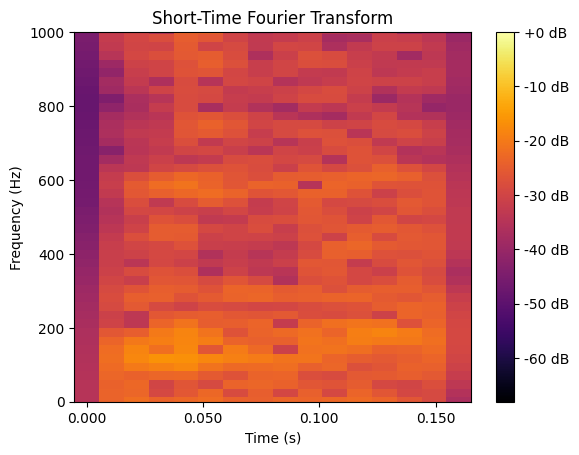 Short-Time Fourier Transform
Frequency (Hz)
1000
800
600
400
200
0
0.000
0.050
0.100
0.150
Time (s)
+0 dB
-10 dB
-20 dB
-30 dB
-40 dB
-50 dB
-60 dB